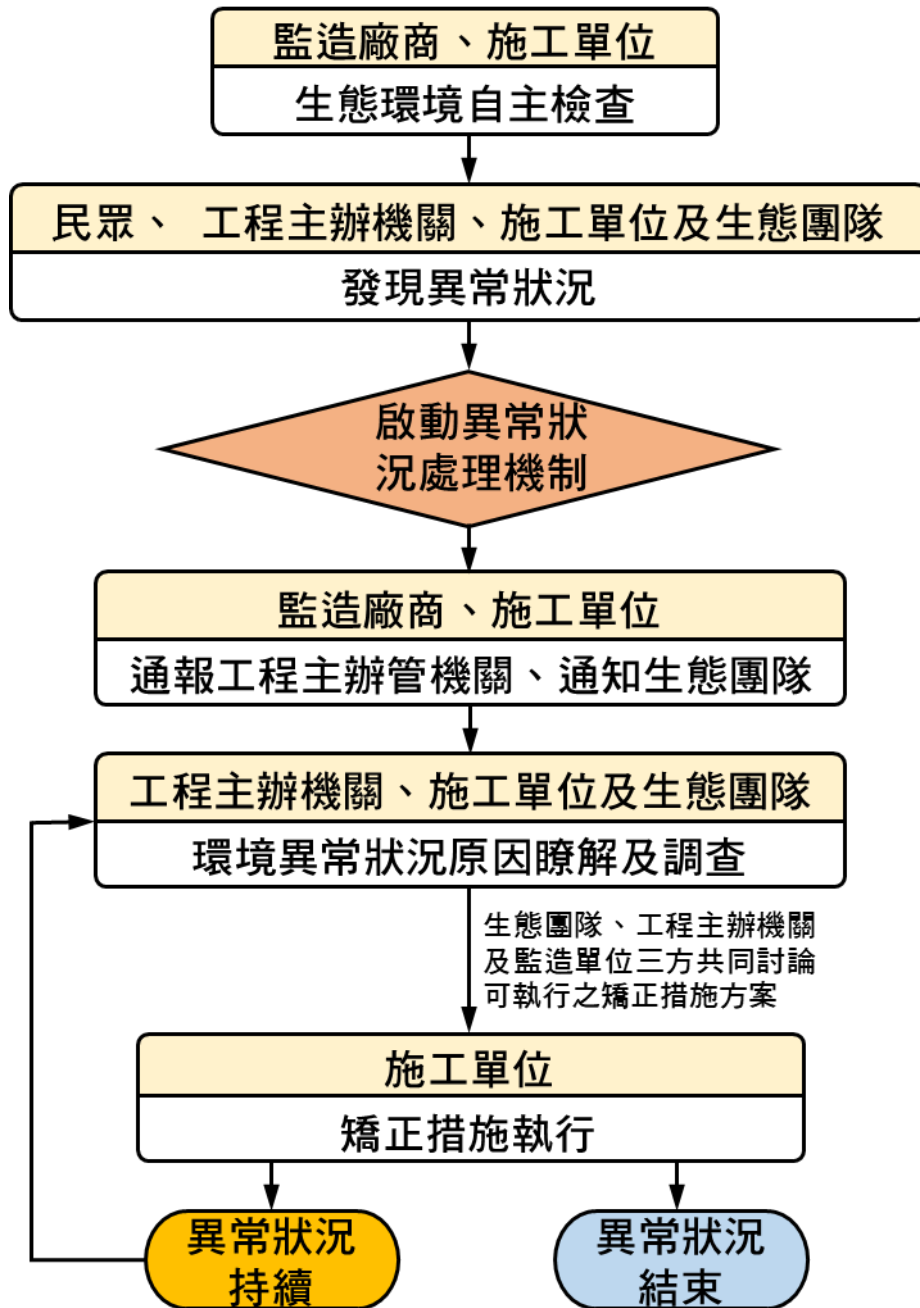 監造廠商、施工單位
生態環境自主檢查
民眾、 工程主辦機關、施工單位及生態團隊
發現異常狀況
啟動異常狀
況處理機制
監造廠商、施工單位
通報工程主辦管機關、通知生態團隊
工程主辦機關、施工單位及生態團隊
環境異常狀況原因瞭解及調查
生態團隊、工程主辦機關
及監造單位三方共同討論
可執行之矯正措施方案
施工單位
矯正措施執行
異常狀況
持續
異常狀況
結束